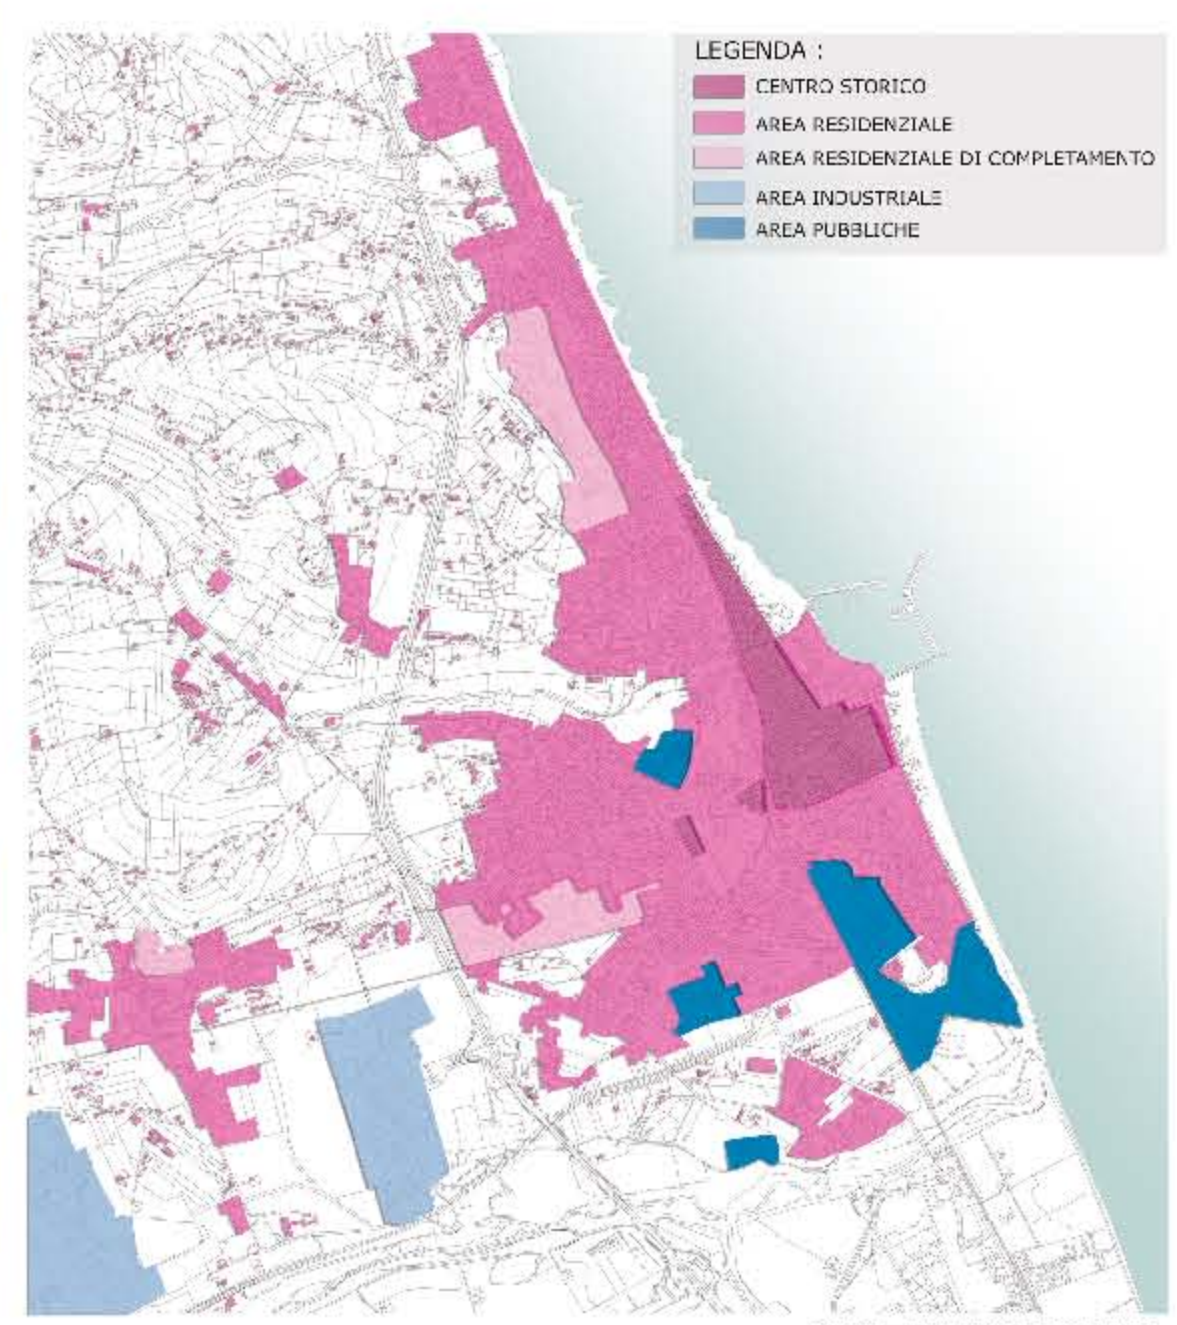 LEGENDA :
CENTRO STORICO
AREA RESIDENZIALE
AREA RESIDENZIALE DI COMPLETAMENTO
AREA INDUSTRIALE
AREA PUBBLICHE